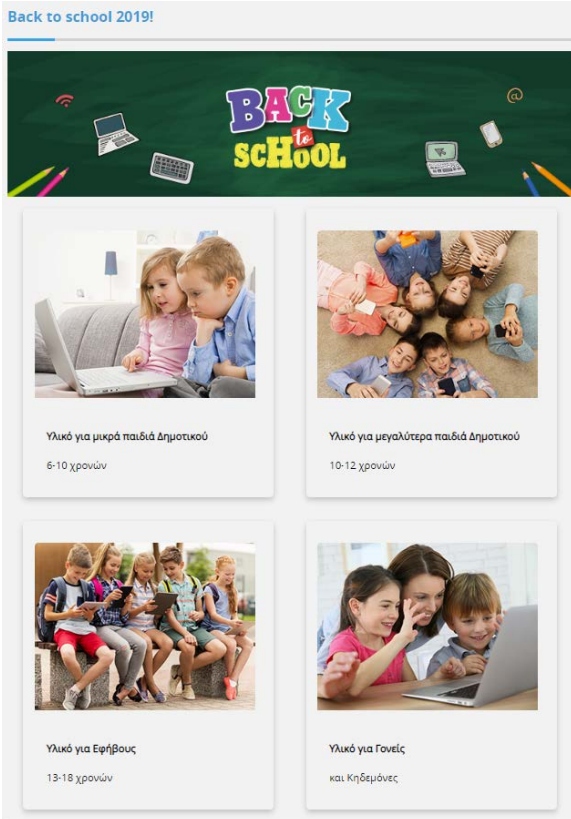 Back to school 2019!
BACK
to
SCHOOL
Υλικό για μικρά παιδιά Δημοτικού
6-10 χρονών
Υλικό για μεγαλύτερα παιδιά Δημοτικού
10-12 χρονών
Υλικό για Εφήβους
13-18 χρονών
Υλικό για Γονείς
και Κηδεμόνες